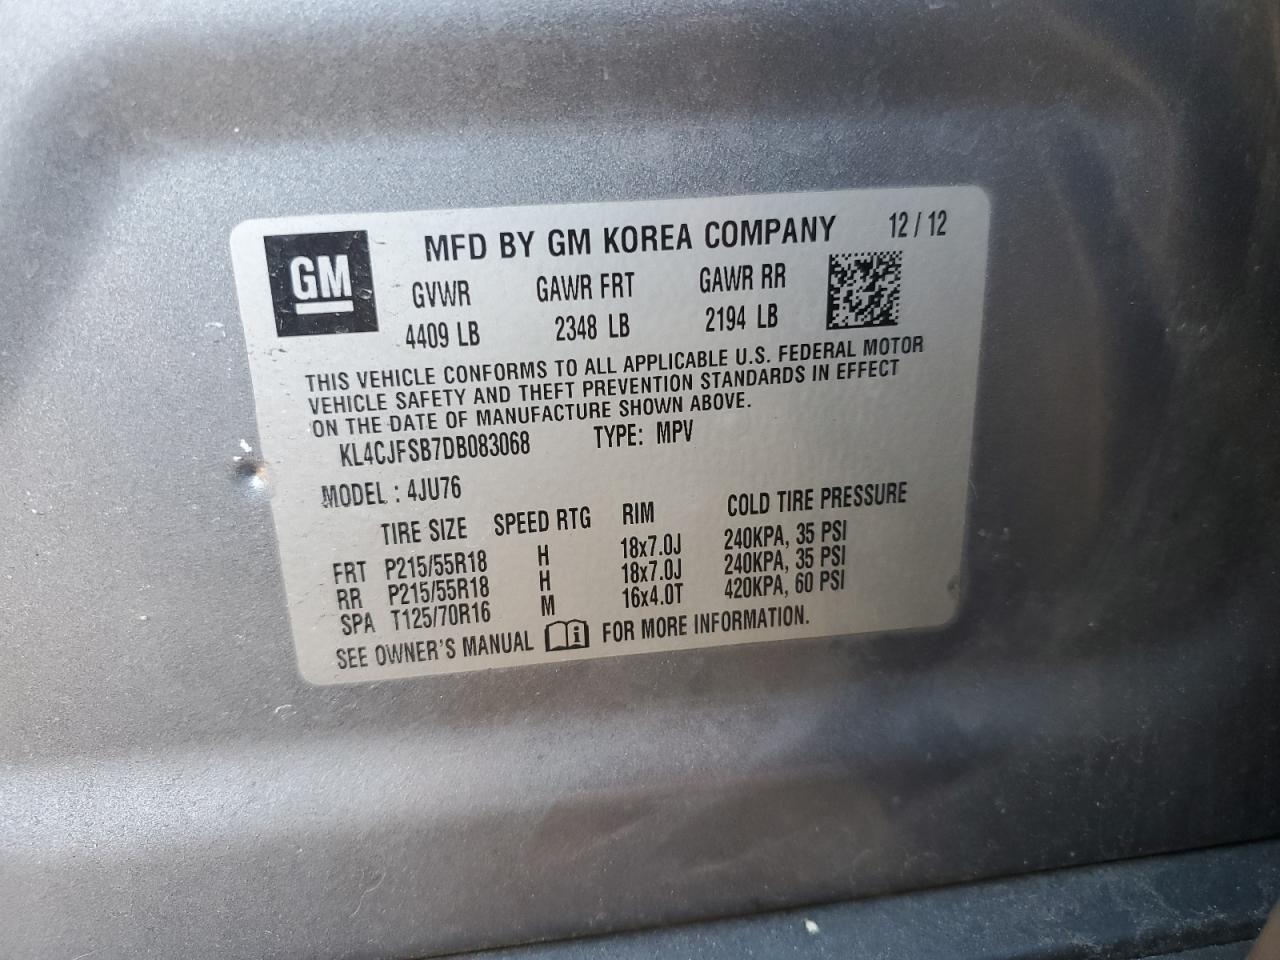 GM
MFD BY GM KOREA COMPANY 12 / 12
GVWR GAWR FRT GAWR RR
4409 LB 2348 LB 2194 LB
THIS VEHICLE CONFORMS TO ALL APPLICABLE U.S. FEDERAL MOTOR
VEHICLE SAFETY AND THEFT PREVENTION STANDARDS IN EFFECT
ON THE DATE OF MANUFACTURE SHOWN ABOVE.
KL4CJFSB7DB083068 TYPE: MPV
MODEL : 4JU76
TIRE SIZE SPEED RTG RIM COLD TIRE PRESSURE
FRT P215/55R18 H 18x7.0J 240KPA, 35 PSI
RR P215/55R18 H 18x7.0J 240KPA, 35 PSI
SPA T125/70R16 M 16x4.0T 420KPA, 60 PSI
SEE OWNER'S MANUAL i FOR MORE INFORMATION.